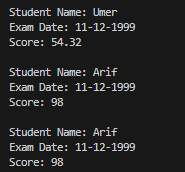 Student Name: Umer
Exam Date: 11-12-1999
Score: 54.32

Student Name: Arif
Exam Date: 11-12-1999
Score: 98

Student Name: Arif
Exam Date: 11-12-1999
Score: 98